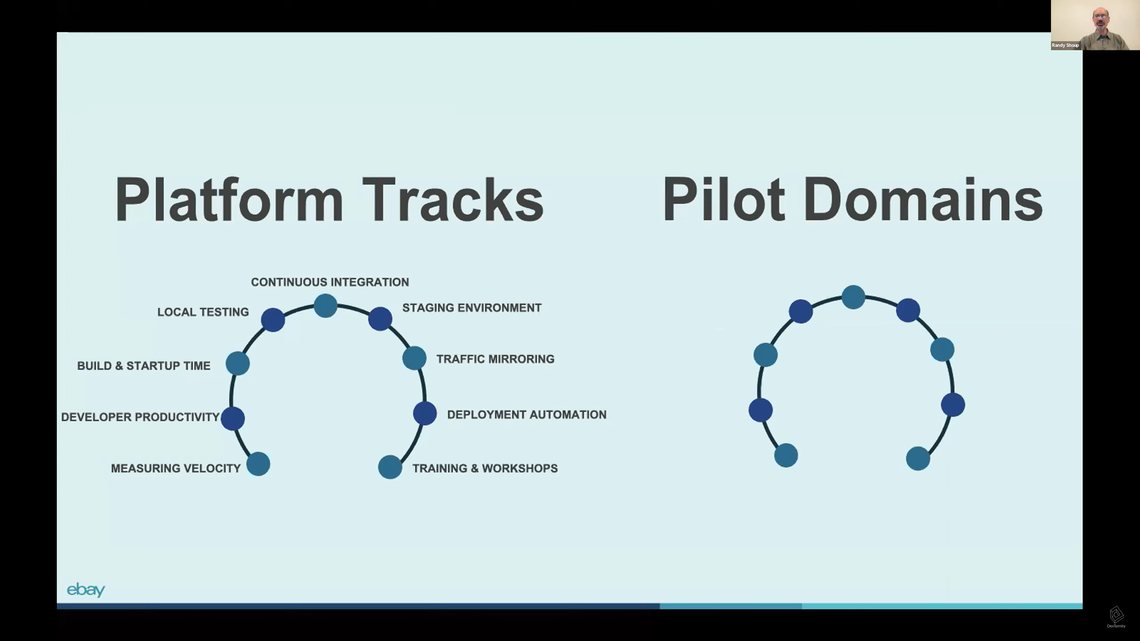 Randy Shoup
Platform Tracks
Pilot Domains
CONTINUOUS INTEGRATION
LOCAL TESTING
STAGING ENVIRONMENT
BUILD & STARTUP TIME
TRAFFIC MIRRORING
DEVELOPER PRODUCTIVITY
DEPLOYMENT AUTOMATION
MEASURING VELOCITY
TRAINING & WORKSHOPS
ebay